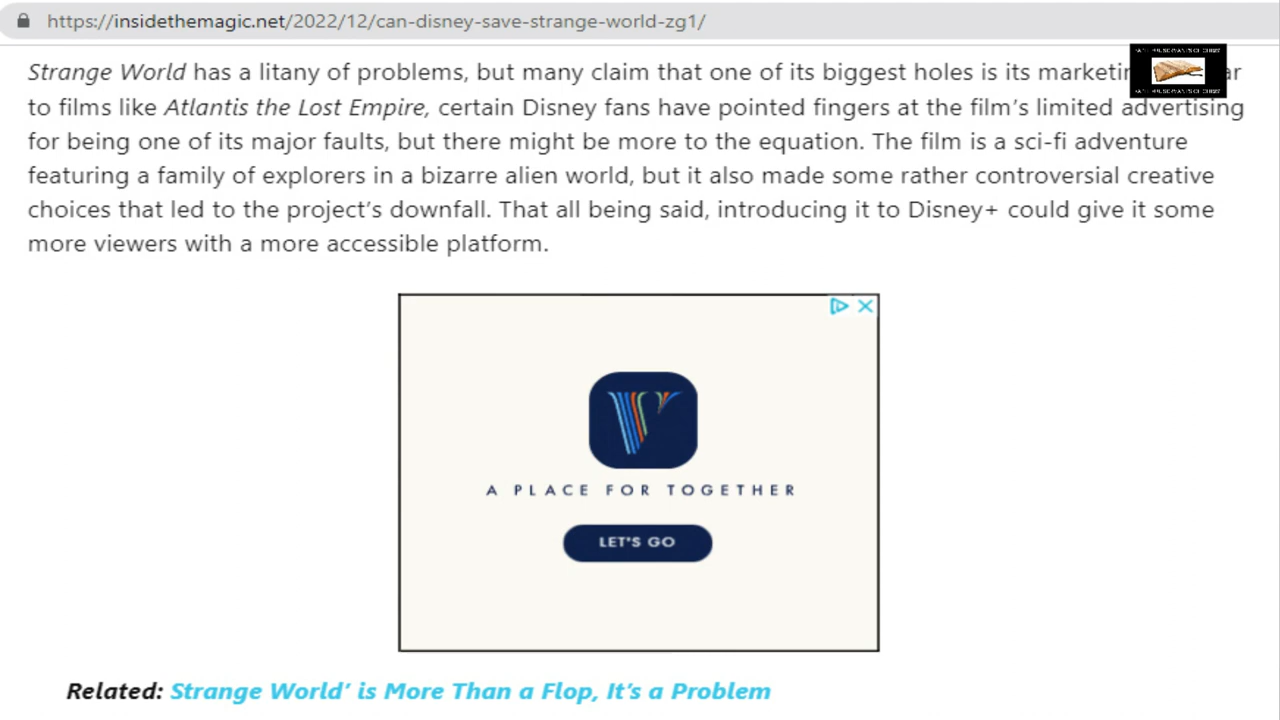 https://insidethemagic.net/2022/12/can-disney-save-strange-world-zg1/
Strange World has a litany of problems, but many claim that one of its biggest holes is its
to films like Atlantis the Lost Empire, certain Disney fans have pointed fingers at the film's limited advertising
for being one of its major faults, but there might be more to the equation. The film is a sci-fi adventure
featuring a family of explorers in a bizarre alien world, but it also made some rather controversial creative
choices that led to the project's downfall. That all being said, introducing it to Disney+ could give it some
more viewers with a more accessible platform.
A PLACE FOR TOGETHER
LET'S GO
Related: Strange World' is More Than a Flop, It's a Problem